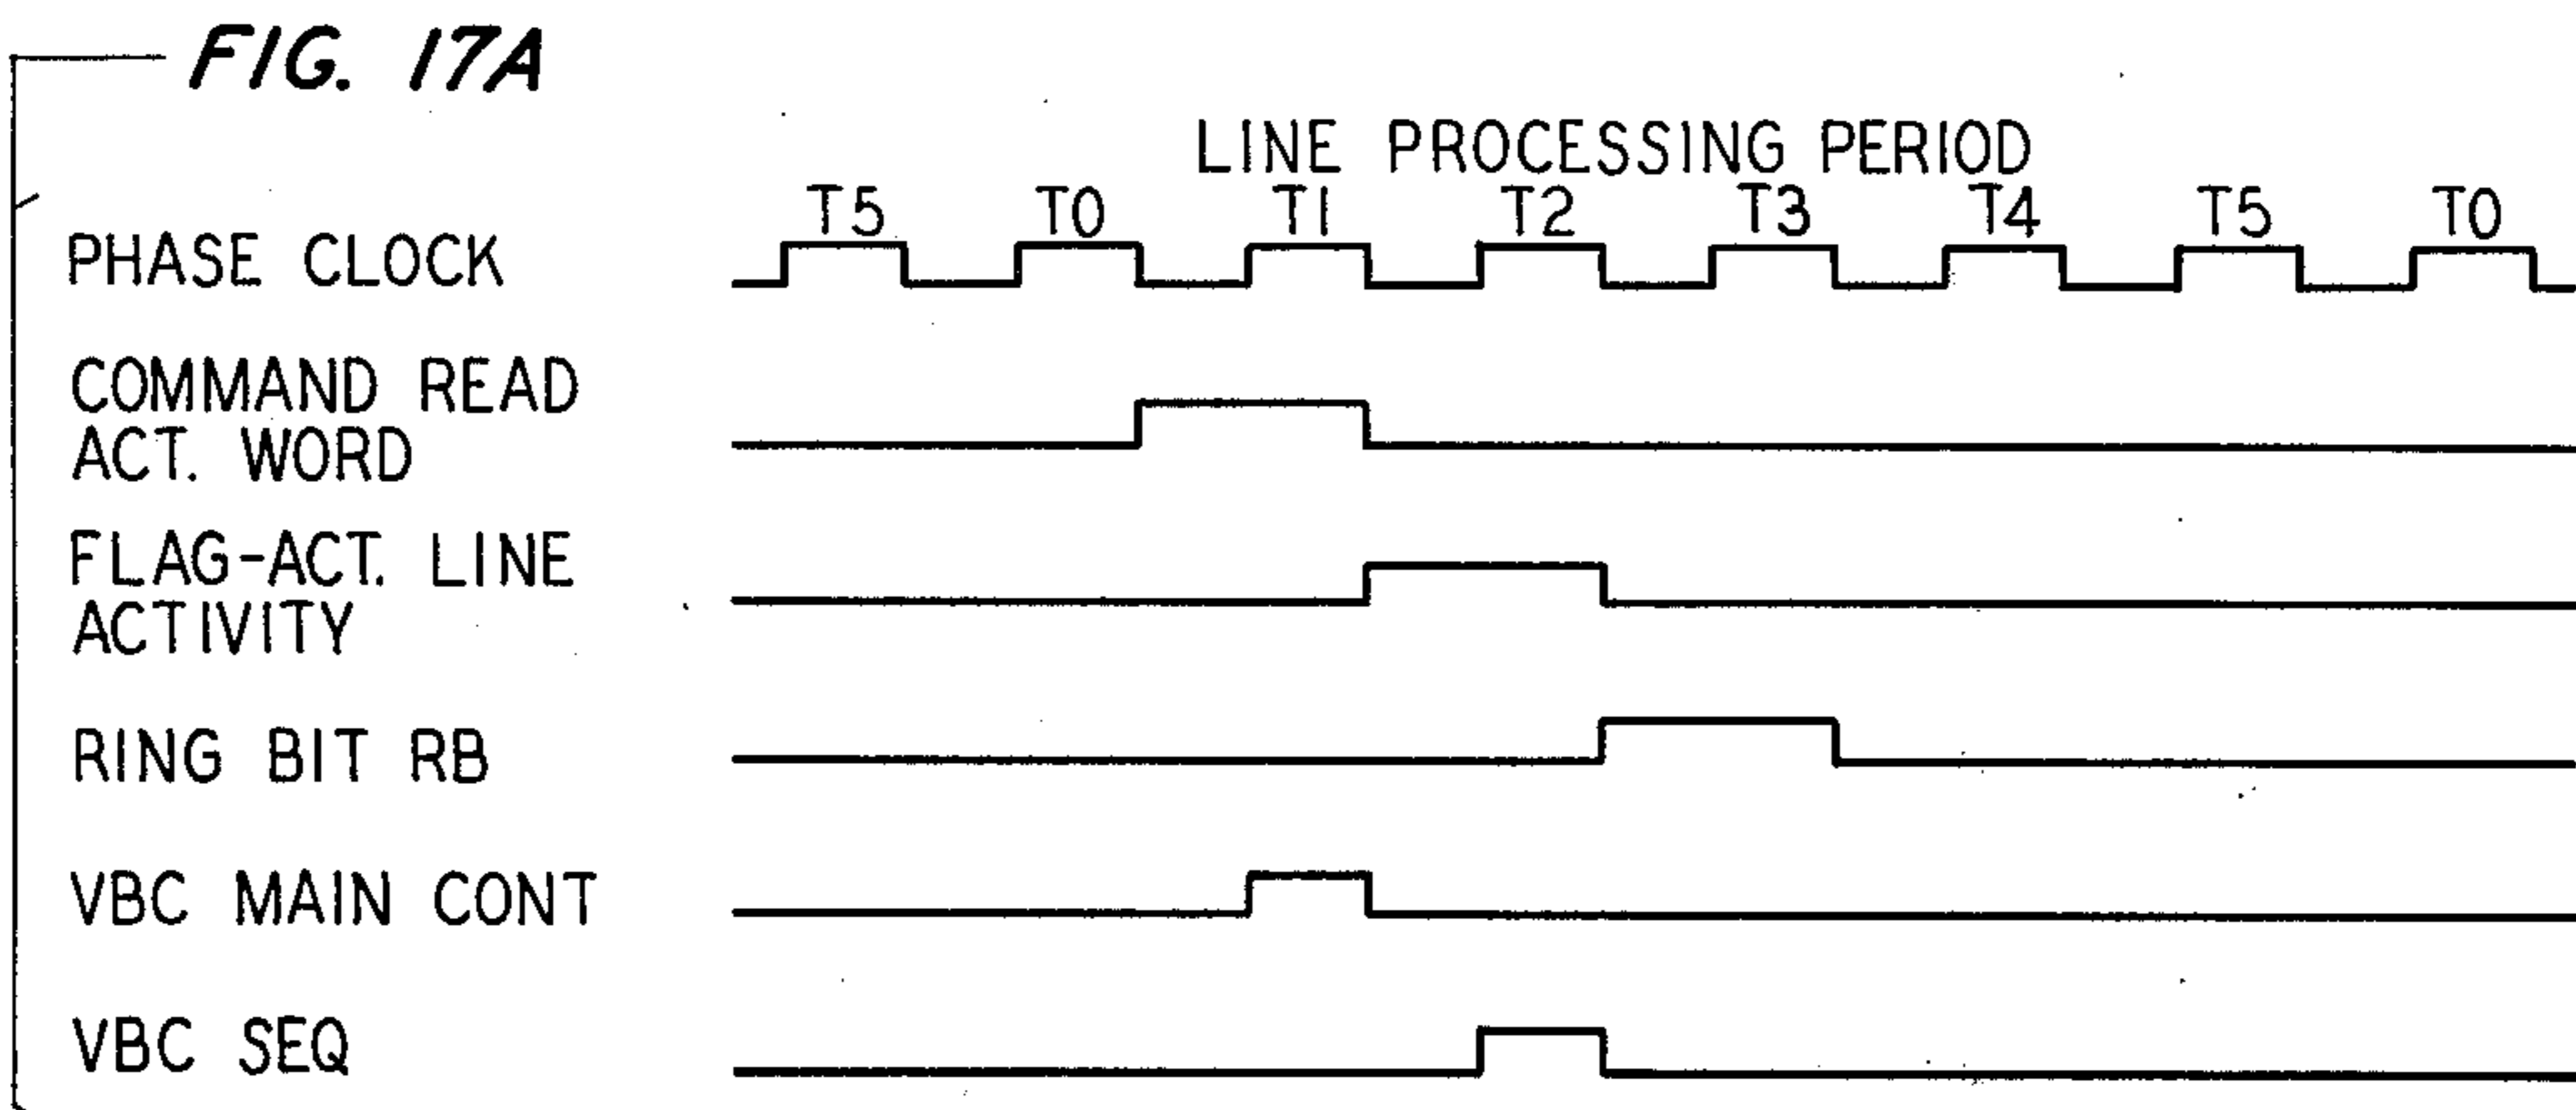 FIG. 17A
LINE PROCESSING PERIOD
T5 T0 T1 T2 T3 T4 T5 T0
PHASE CLOCK
COMMAND READ
ACT. WORD
FLAG-ACT. LINE
ACTIVITY
RING BIT RB
VBC MAIN CONT
VBC SEQ